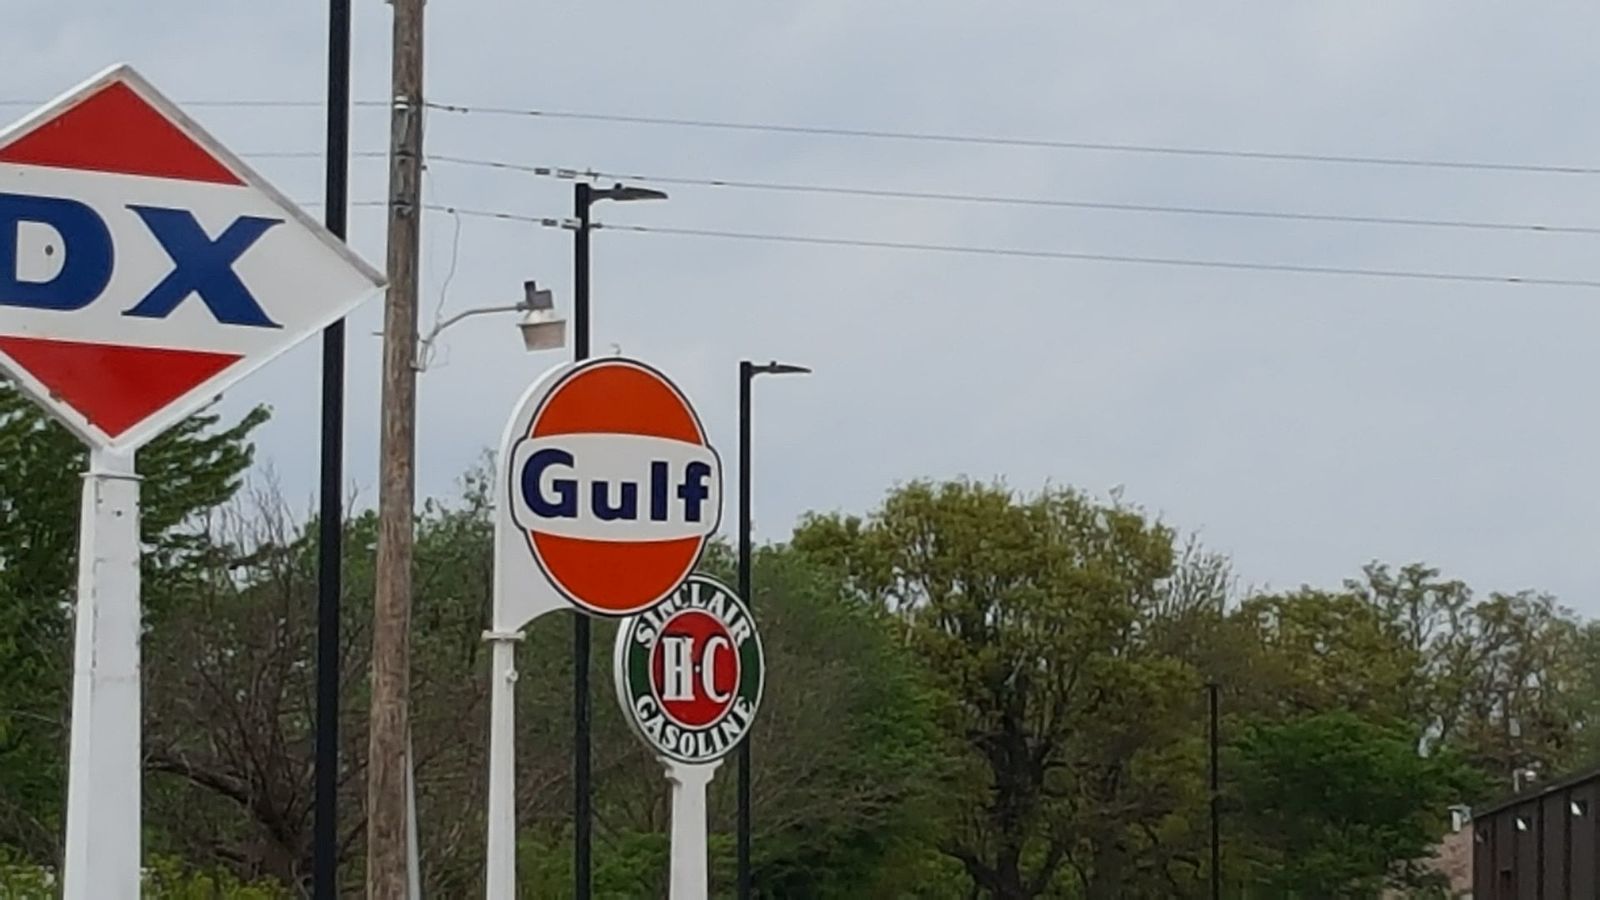 DX
Gulf
SINCLAIR
H·C
GASOLINE